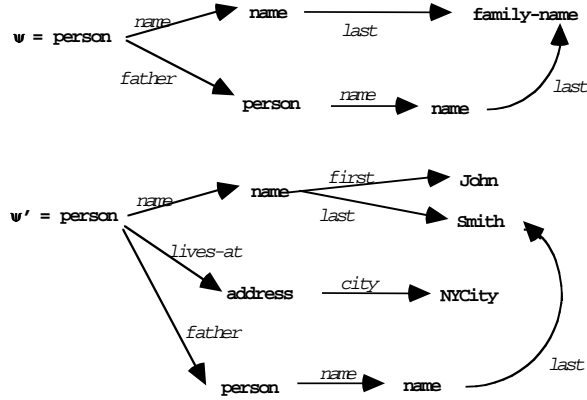 name
name
last
family-name
ψ = person
father
person
name
name
last
name
name
first
John
last
Smith
ψ' = person
lives-at
address
city
NYCity
father
person
name
name
last